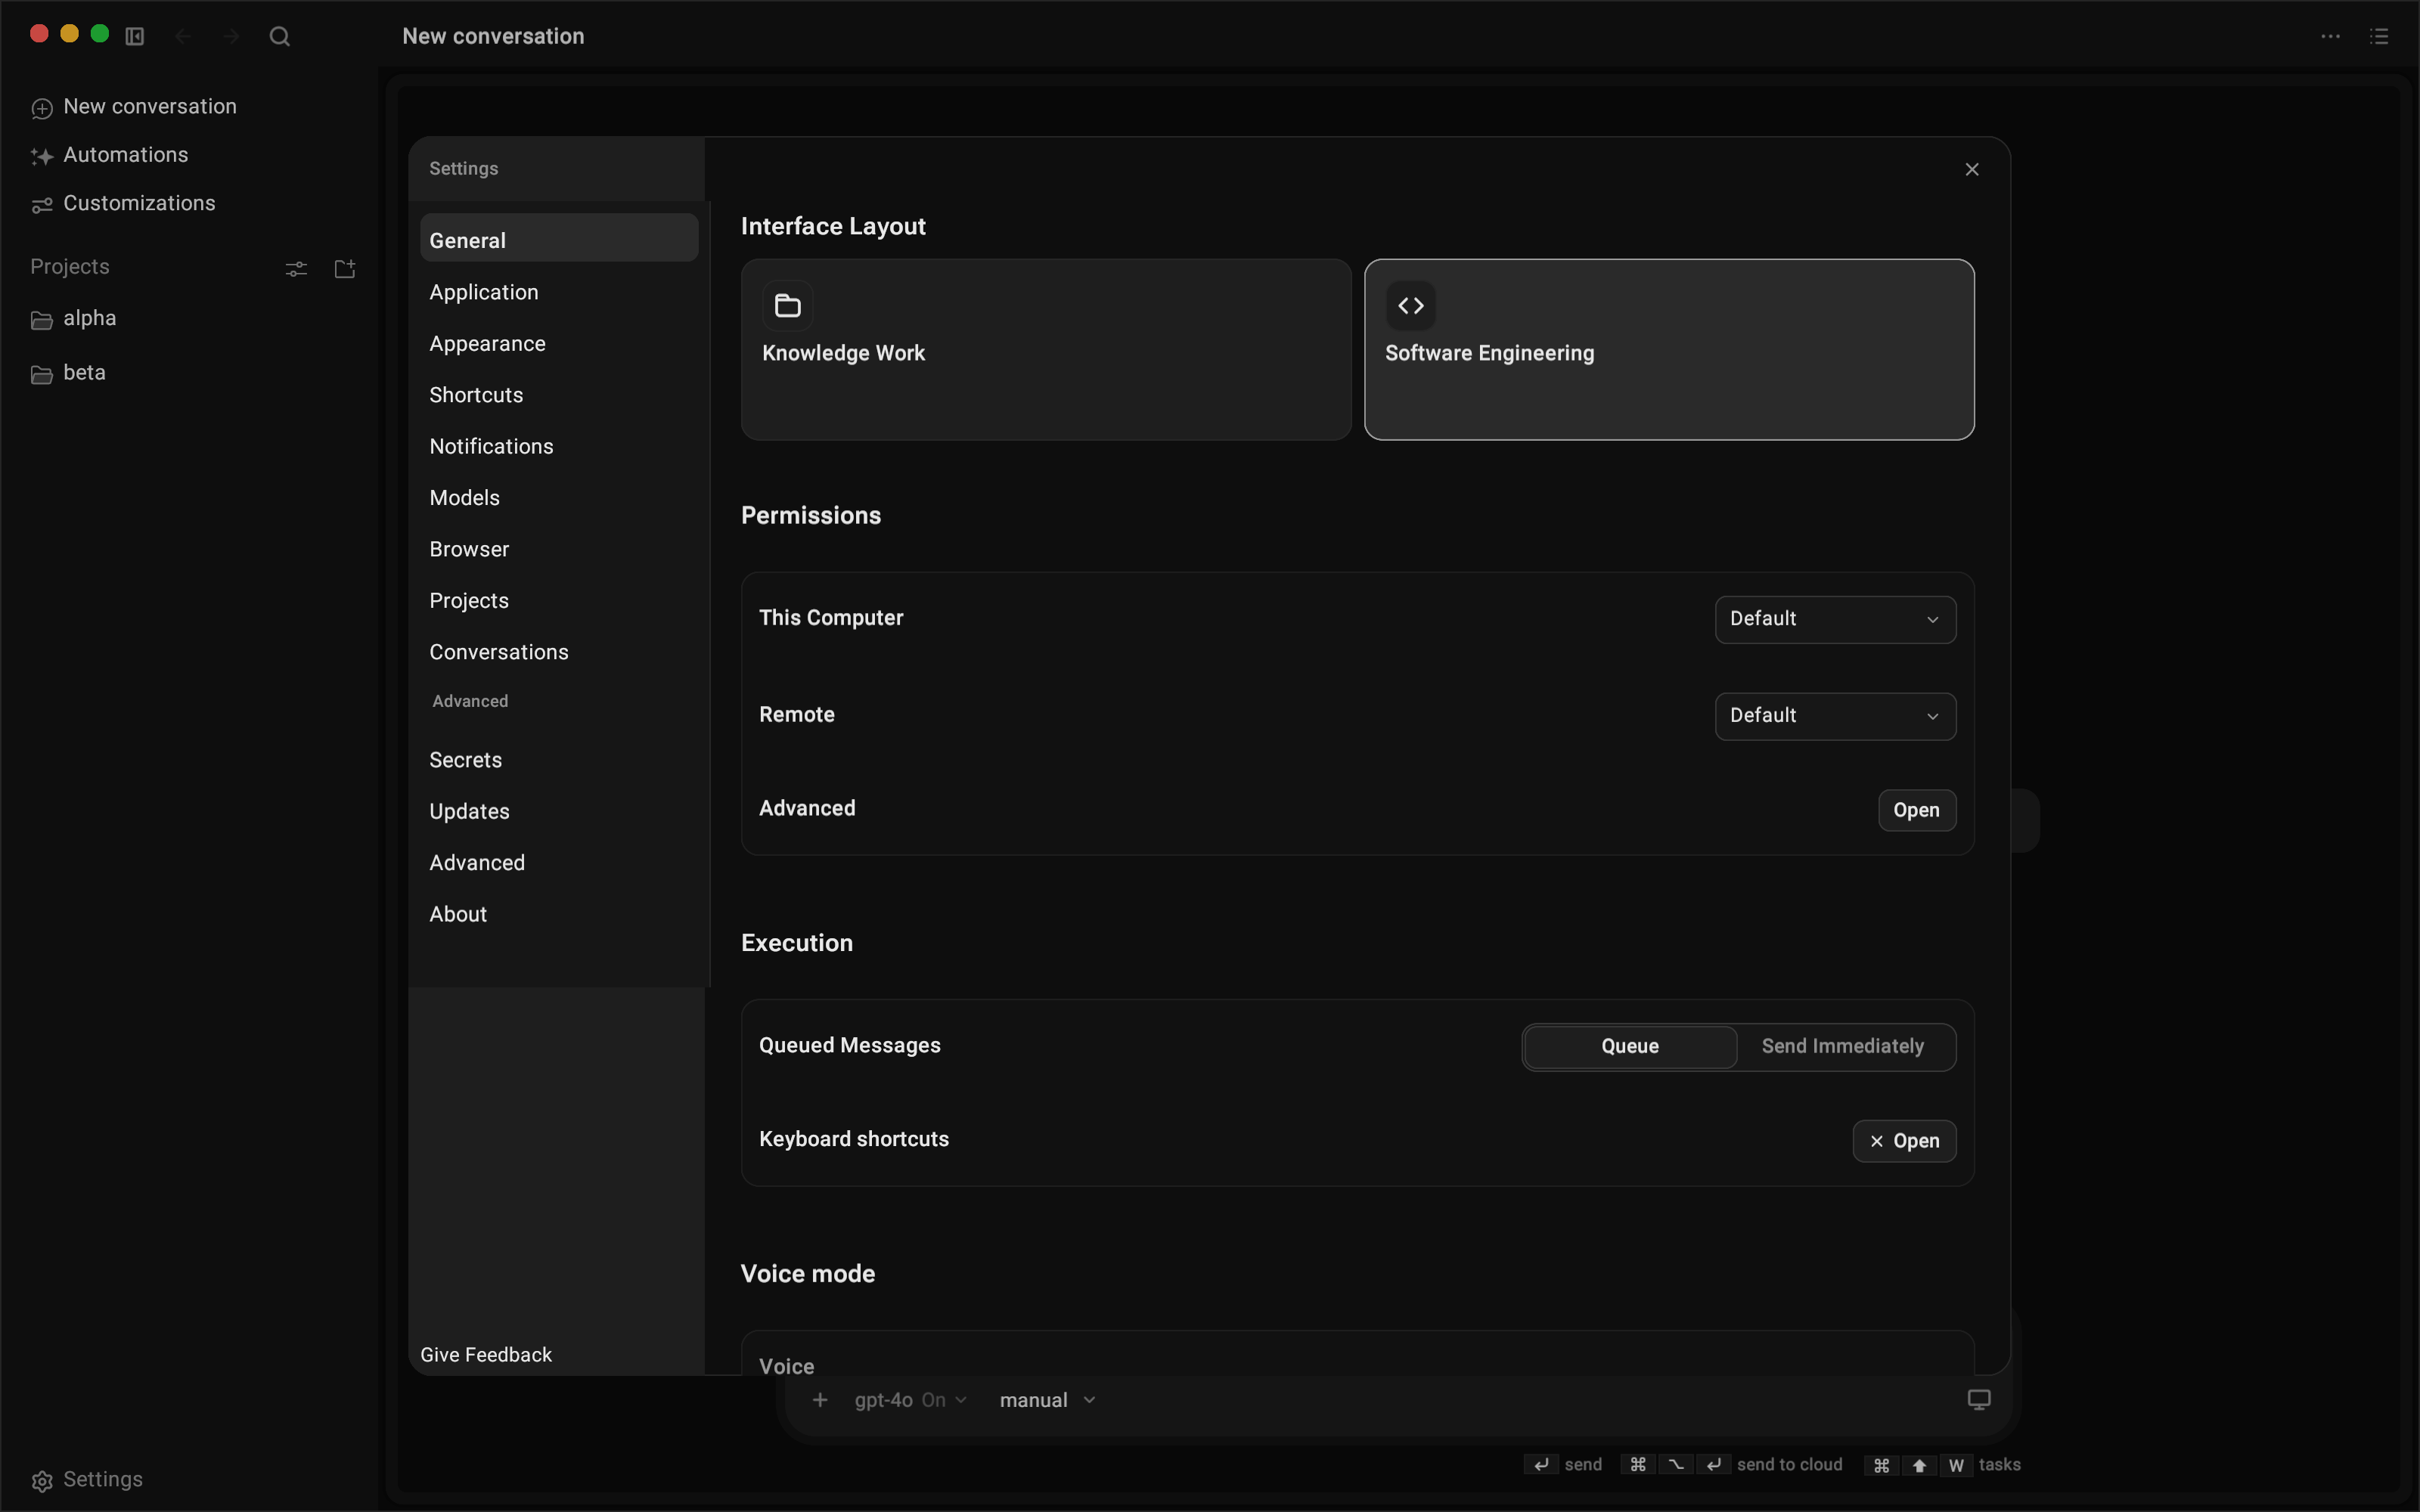 New conversation
New conversation
Automations
Customizations
Projects
alpha
beta
Settings
Settings
General
Application
Appearance
Shortcuts
Notifications
Models
Browser
Projects
Conversations
Advanced
Secrets
Updates
Advanced
About
Give Feedback
Interface Layout
Knowledge Work
Software Engineering
Permissions
This Computer Default
Remote Default
Advanced Open
Execution
Queued Messages Queue Send Immediately
Keyboard shortcuts Open
Voice mode
Voice
gpt-4o On manual
send ⌘ ⌥ send to cloud ⌘ W tasks